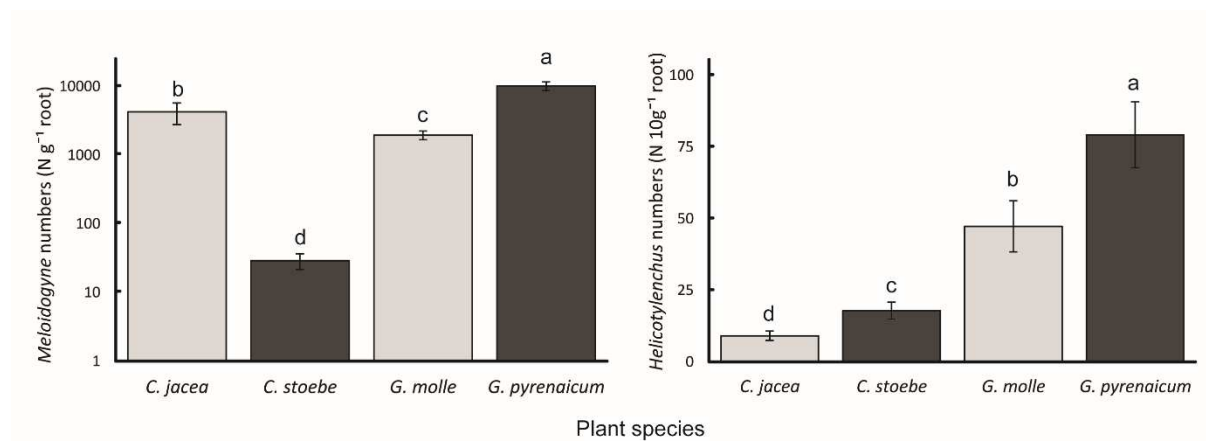 Meloidogyne numbers (N g⁻¹ root)
10000
1000
100
10
1
b
d
c
a
C. jacea
C. stoebe
G. molle
G. pyrenaicum
Helicotylenchus numbers (N 10g⁻¹ root)
100
75
50
25
0
d
c
b
a
C. jacea
C. stoebe
G. molle
G. pyrenaicum
Plant species